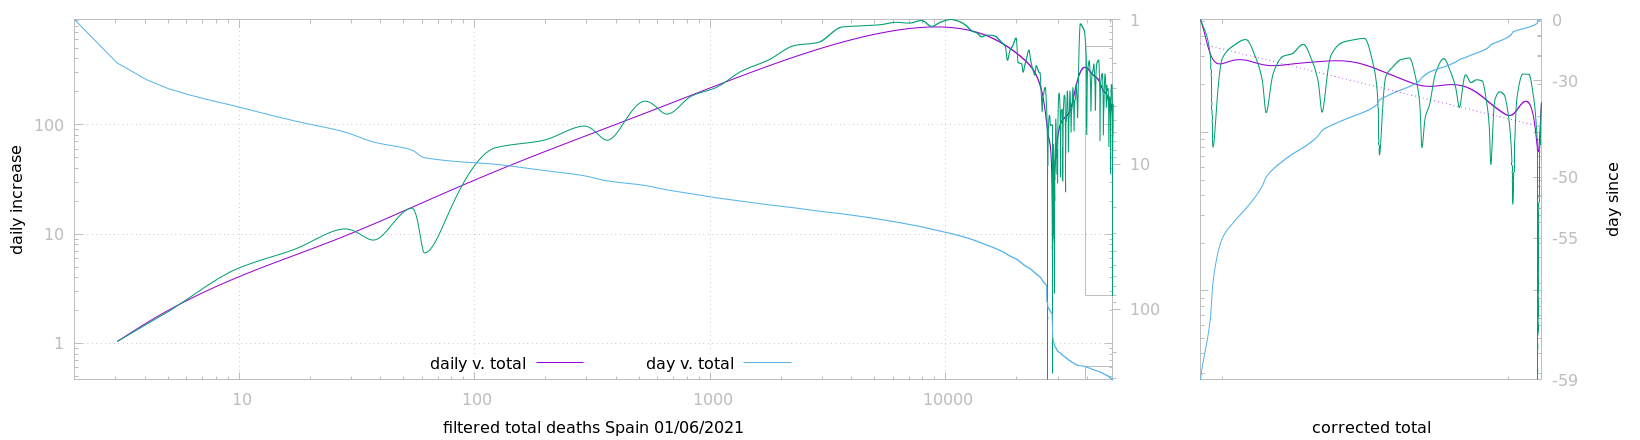 daily increase
100
10
1
daily v. total
day v. total
10
100
1000
10000
filtered total deaths Spain 01/06/2021
1
10
100
0
-30
-50
-55
-59
day since
corrected total